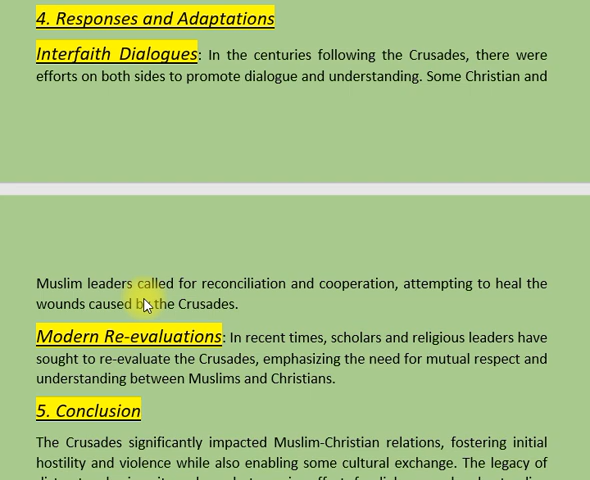 4. Responses and Adaptations
Interfaith Dialogues: In the centuries following the Crusades, there were
efforts on both sides to promote dialogue and understanding. Some Christian and
Muslim leaders called for reconciliation and cooperation, attempting to heal the
wounds caused by the Crusades.
Modern Re-evaluations: In recent times, scholars and religious leaders have
sought to re-evaluate the Crusades, emphasizing the need for mutual respect and
understanding between Muslims and Christians.
5. Conclusion
The Crusades significantly impacted Muslim-Christian relations, fostering initial
hostility and violence while also enabling some cultural exchange. The legacy of